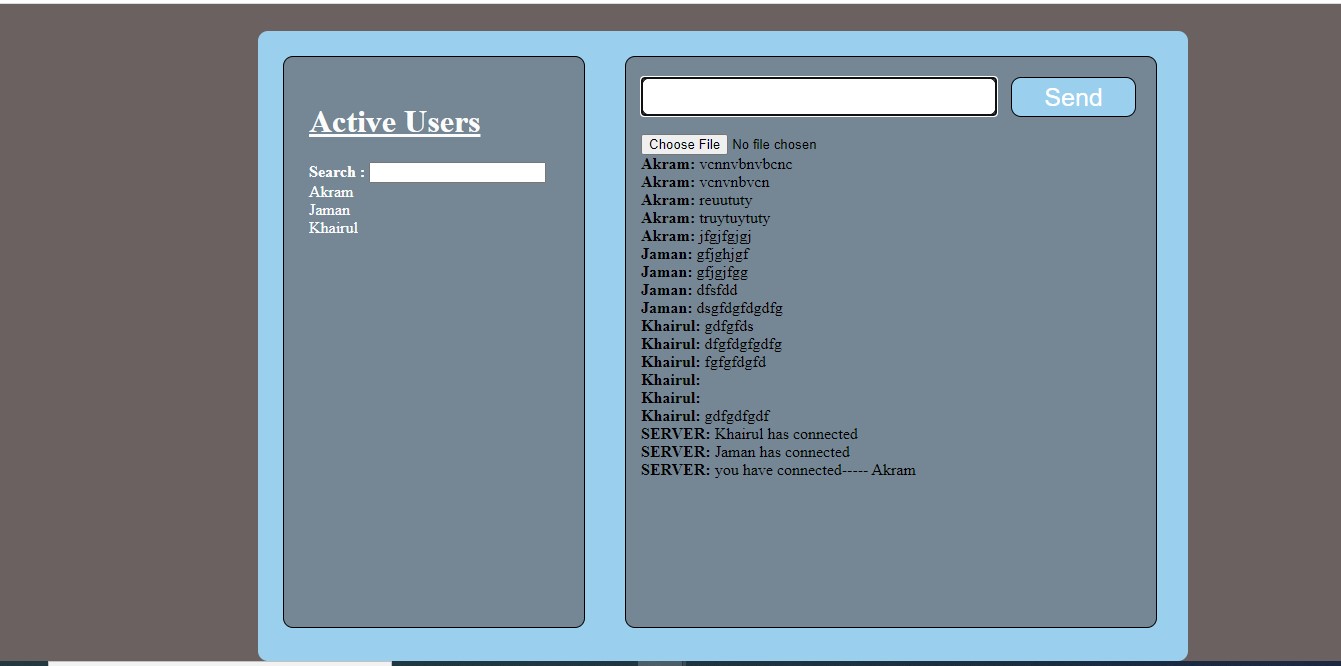 Active Users
Search :
Akram
Jaman
Khairul
Send
Choose File No file chosen
Akram: vcnnvbnvbcnc
Akram: vcnvnbvcn
Akram: reuututy
Akram: truytuytuty
Akram: jfgjfgjgj
Jaman: gfjghjgf
Jaman: gfjgjfgg
Jaman: dfsfdd
Jaman: dsgfdgfdgdfg
Khairul: gdfgfds
Khairul: dfgfdgfgdfg
Khairul: fgfgfdgfd
Khairul:
Khairul:
Khairul: gdfgdfgdf
SERVER: Khairul has connected
SERVER: Jaman has connected
SERVER: you have connected----- Akram